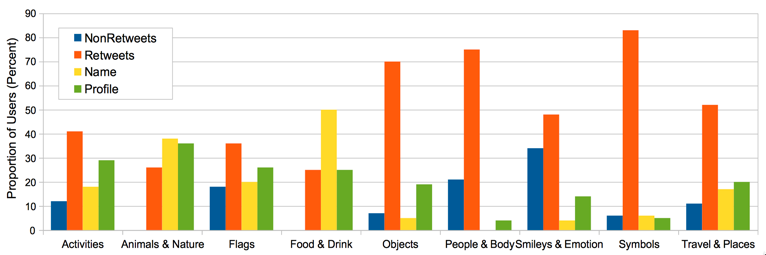 90
80
70
60
50
40
30
20
10
0
Proportion of Users (Percent)
NonRetweets
Retweets
Name
Profile
Activities Animals & Nature Flags Food & Drink Objects People & Body Smileys & Emotion Symbols Travel & Places